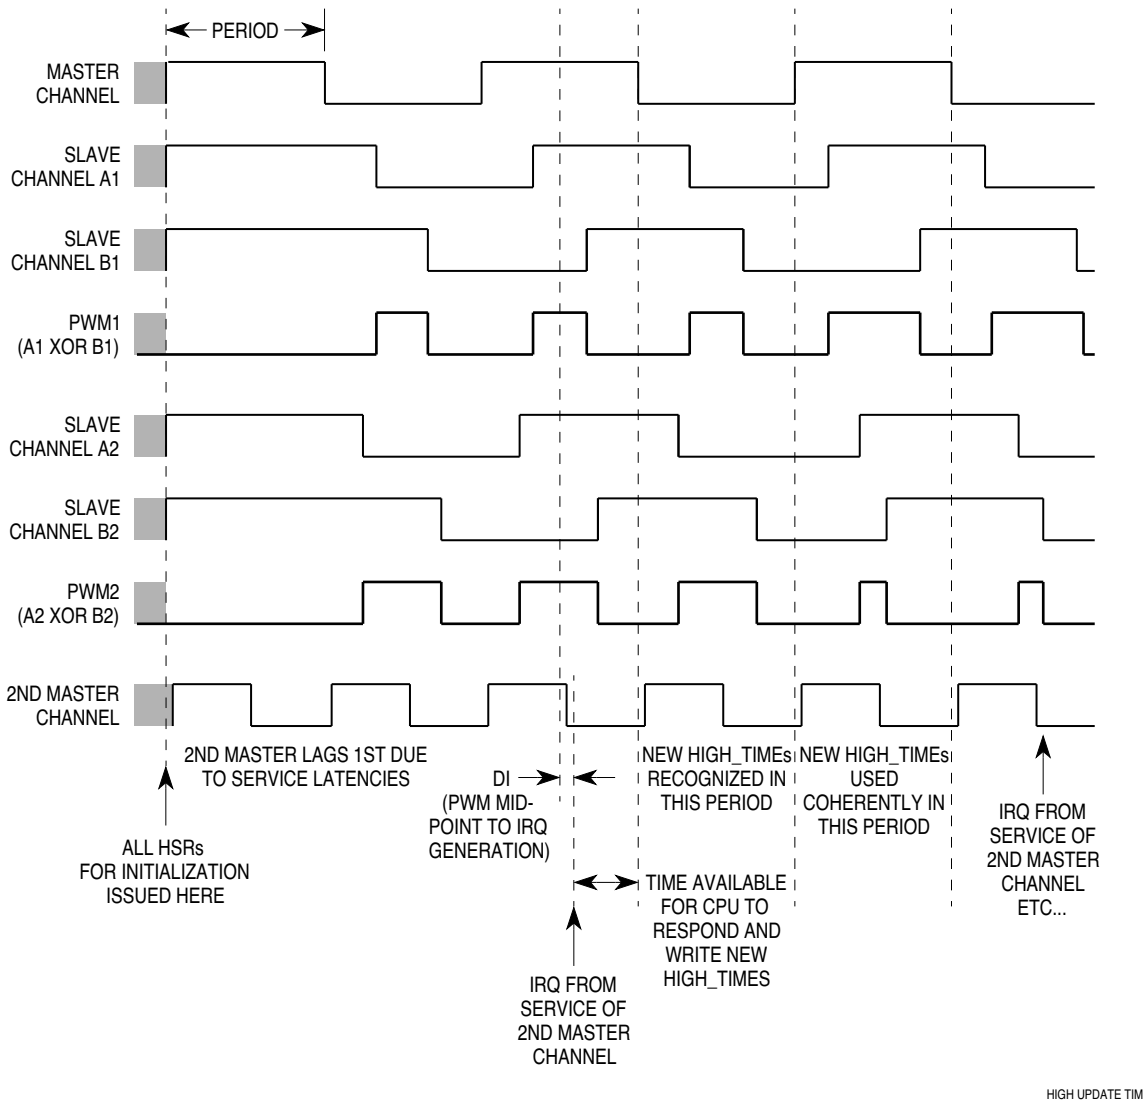 PERIOD
MASTER
CHANNEL
SLAVE
CHANNEL A1
SLAVE
CHANNEL B1
PWM1
(A1 XOR B1)
SLAVE
CHANNEL A2
SLAVE
CHANNEL B2
PWM2
(A2 XOR B2)
2ND MASTER
CHANNEL
2ND MASTER LAGS 1ST DUE
TO SERVICE LATENCIES
ALL HSRs
FOR INITIALIZATION
ISSUED HERE
DI
(PWM MID-
POINT TO IRQ
GENERATION)
NEW HIGH_TIMEs
RECOGNIZED IN
THIS PERIOD
NEW HIGH_TIMEs
USED
COHERENTLY IN
THIS PERIOD
IRQ FROM
SERVICE OF
2ND MASTER
CHANNEL
ETC...
TIME AVAILABLE
FOR CPU TO
RESPOND AND
WRITE NEW
HIGH_TIMES
IRQ FROM
SERVICE OF
2ND MASTER
CHANNEL
HIGH UPDATE TIM